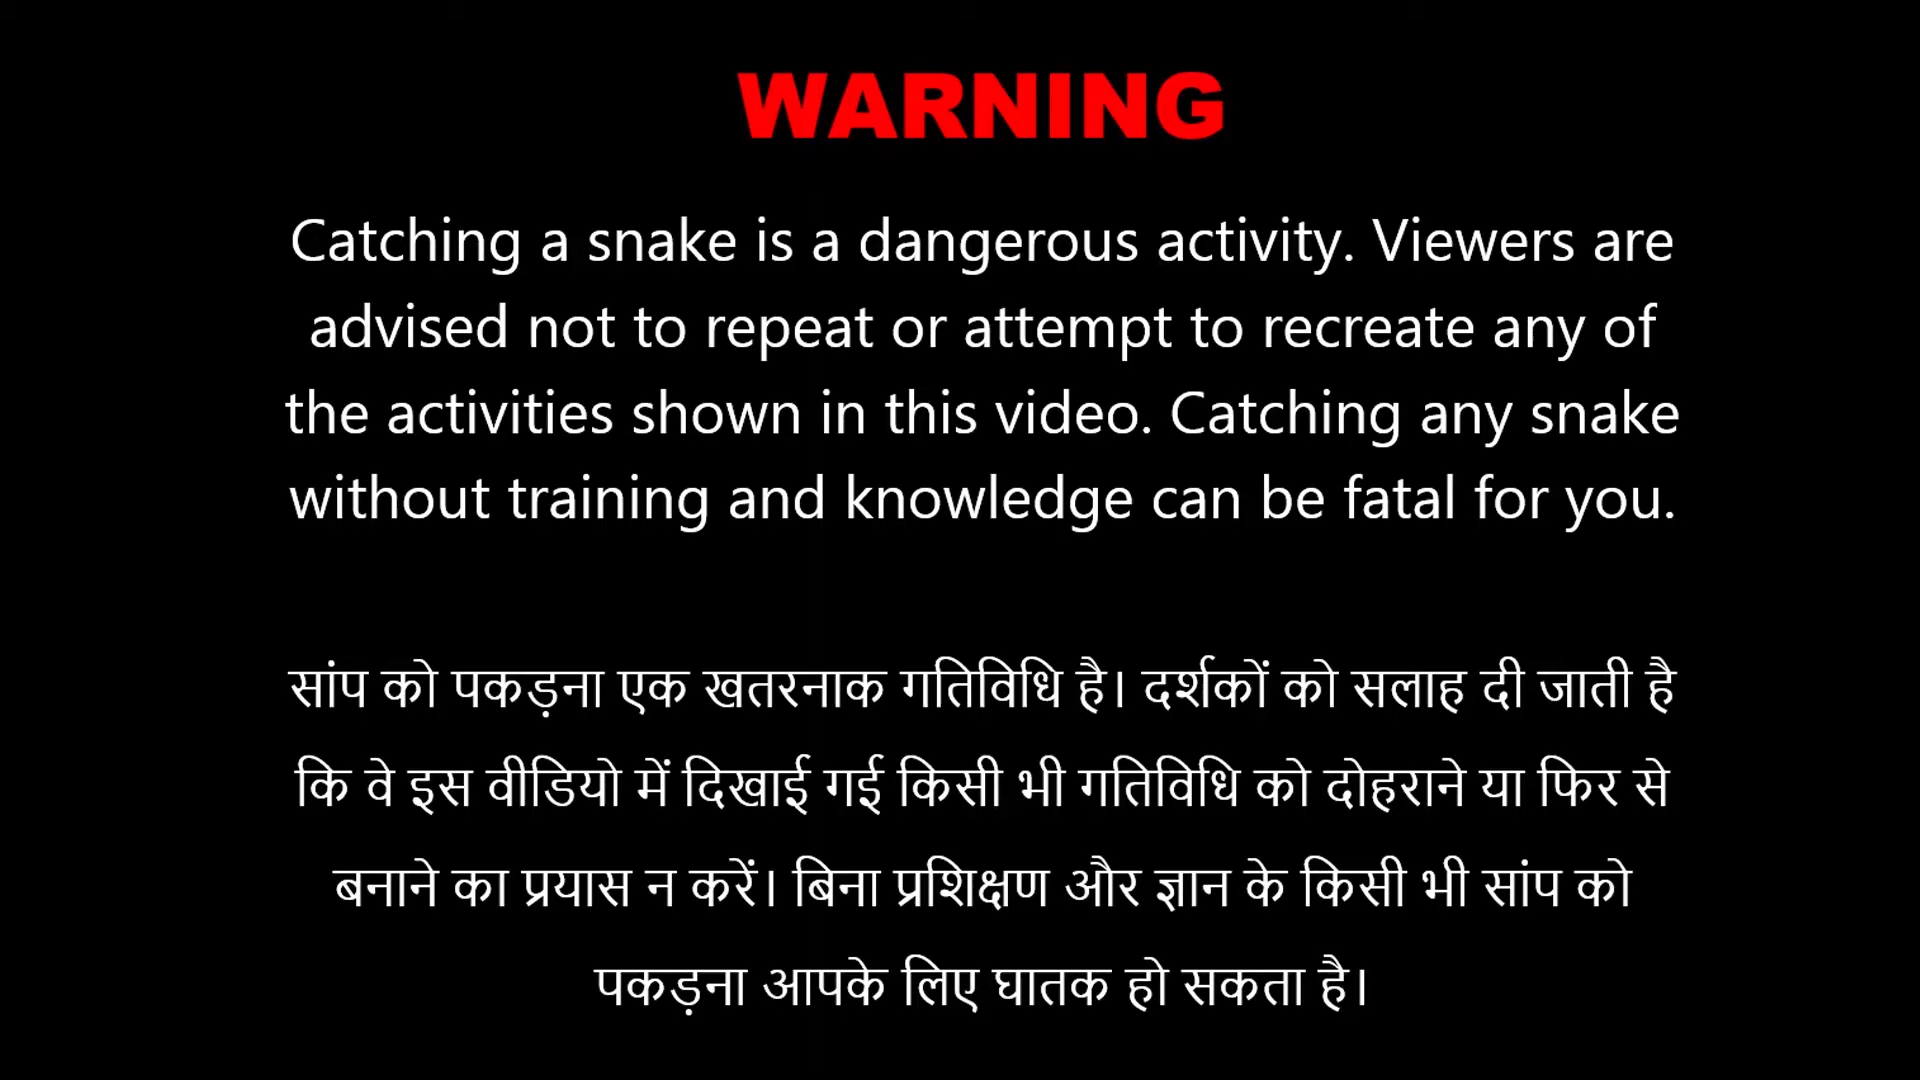 WARNING
Catching a snake is a dangerous activity. Viewers are
advised not to repeat or attempt to recreate any of
the activities shown in this video. Catching any snake
without training and knowledge can be fatal for you.
सांप को पकड़ना एक खतरनाक गतिविधि है। दर्शकों को सलाह दी जाती है
कि वे इस वीडियो में दिखाई गई किसी भी गतिविधि को दोहराने या फिर से
बनाने का प्रयास न करें। बिना प्रशिक्षण और ज्ञान के किसी भी सांप को
पकड़ना आपके लिए घातक हो सकता है।